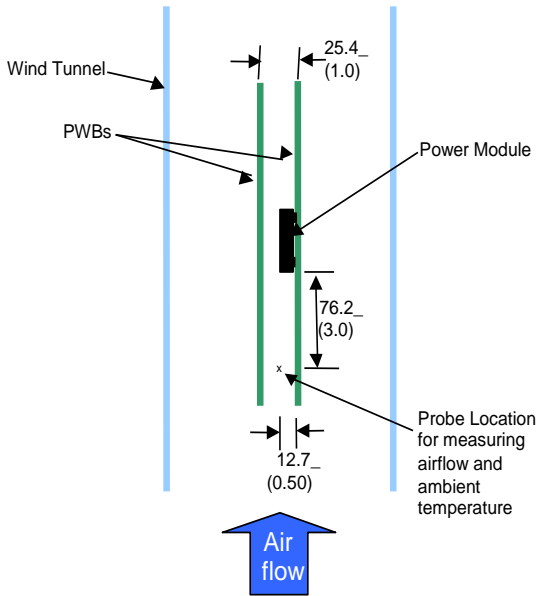 25.4_
(1.0)
Wind Tunnel
PWBs
Power Module
76.2_
(3.0)
x
Probe Location
for measuring
airflow and
ambient
temperature
12.7_
(0.50)
Air
flow